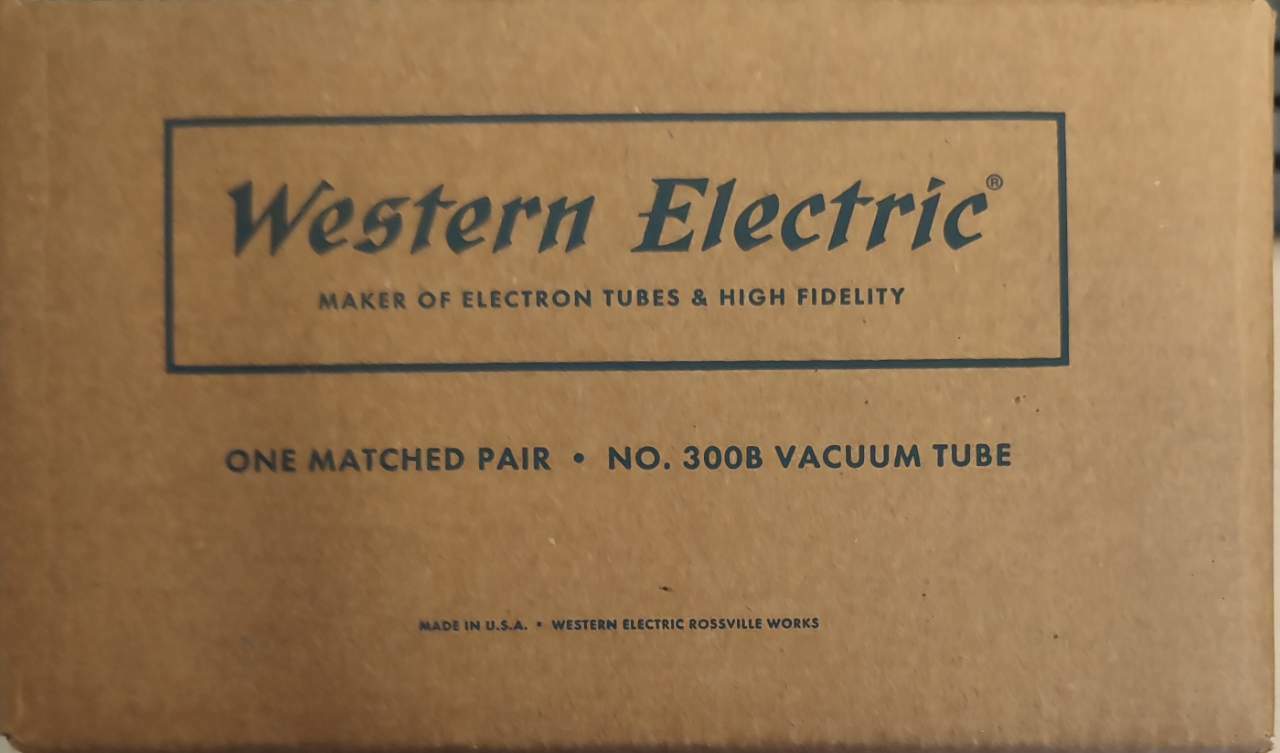 Western Electric®
MAKER OF ELECTRON TUBES & HIGH FIDELITY
ONE MATCHED PAIR • NO. 300B VACUUM TUBE
MADE IN U.S.A. • WESTERN ELECTRIC ROSSVILLE WORKS